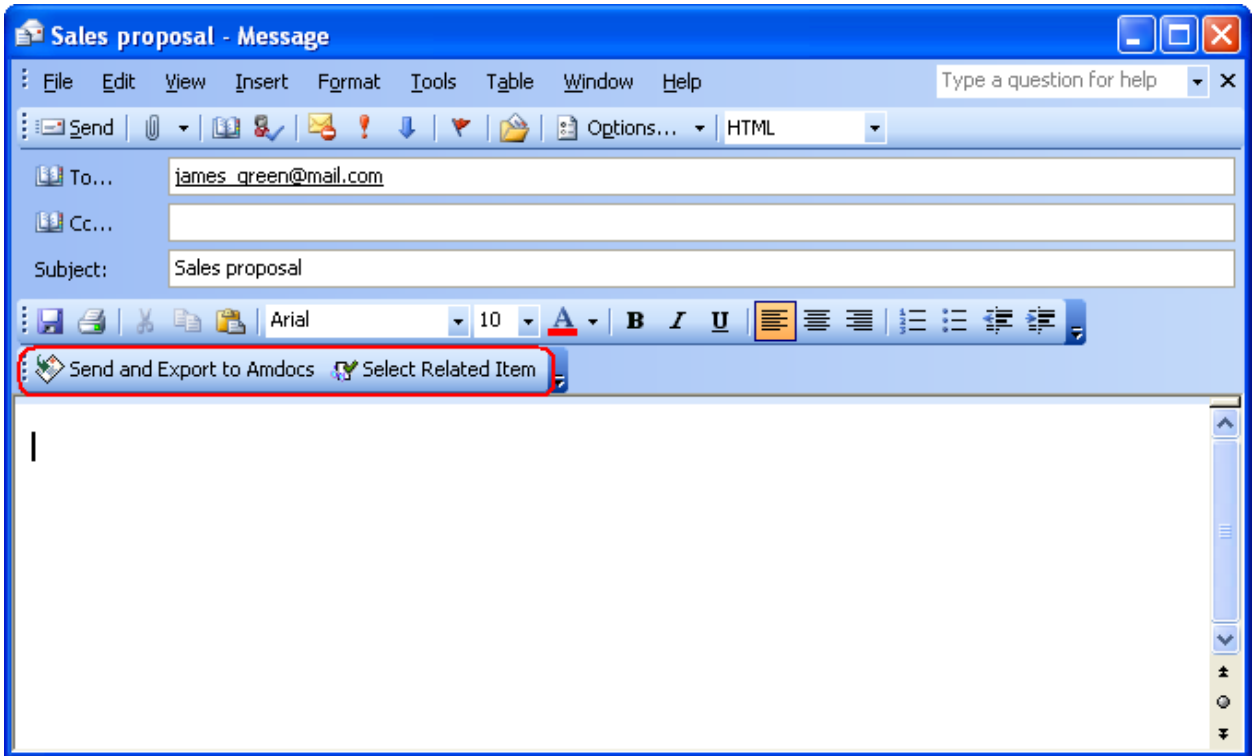 Sales proposal - Message
File Edit View Insert Format Tools Table Window Help Type a question for help
Send Options... HTML
To... james_green@mail.com
Cc...
Subject: Sales proposal
Arial 10 A B I U
Send and Export to Amdocs Select Related Item